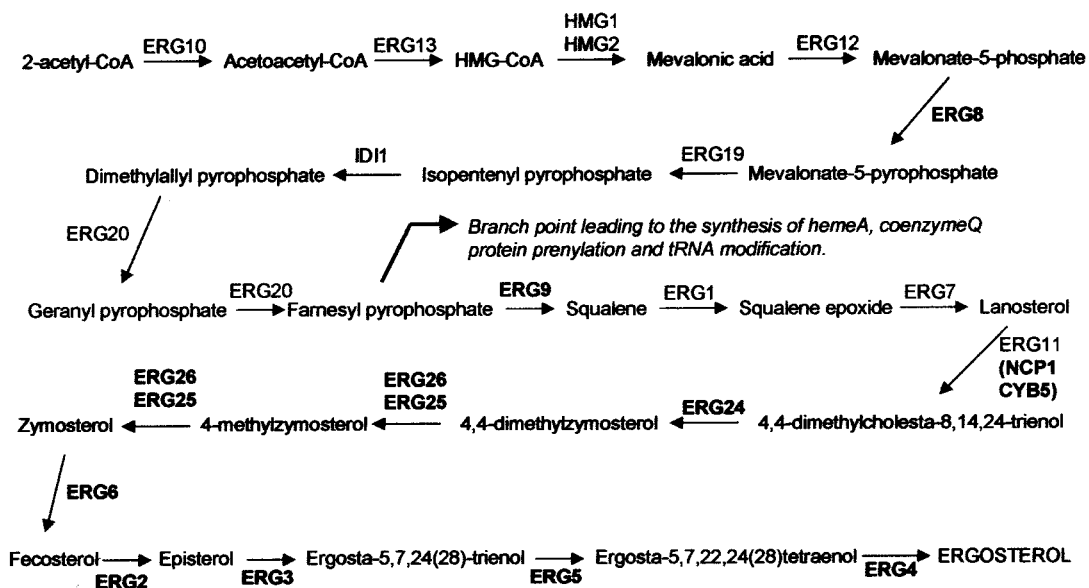 2-acetyl-CoA ERG10 Acetoacetyl-CoA ERG13 HMG-CoA HMG1 HMG2 Mevalonic acid ERG12 Mevalonate-5-phosphate
ERG8
Dimethylallyl pyrophosphate IDI1 Isopentenyl pyrophosphate ERG19 Mevalonate-5-pyrophosphate
ERG20
Branch point leading to the synthesis of hemeA, coenzymeQ
protein prenylation and tRNA modification.
Geranyl pyrophosphate ERG20 Farnesyl pyrophosphate ERG9 Squalene ERG1 Squalene epoxide ERG7 Lanosterol
ERG11
(NCP1
CYB5)
Zymosterol ERG26 ERG25 4-methylzymosterol ERG26 ERG25 4,4-dimethylzymosterol ERG24 4,4-dimethylcholesta-8,14,24-trienol
ERG6
Fecosterol ERG2 Episterol ERG3 Ergosta-5,7,24(28)-trienol ERG5 Ergosta-5,7,22,24(28)tetraenol ERG4 ERGOSTEROL